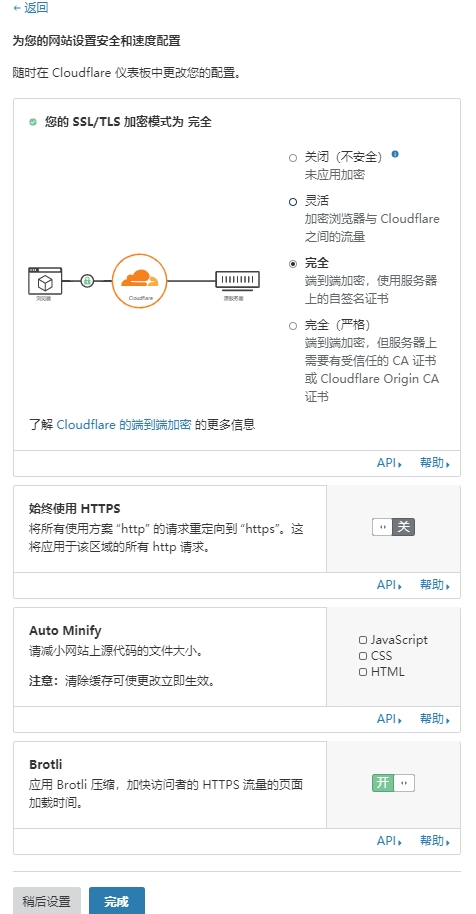 ← 返回
为您的网站设置安全和速度配置
随时在 Cloudflare 仪表板中更改您的配置。
您的 SSL/TLS 加密模式为 完全
关闭（不安全）
未应用加密
灵活
加密浏览器与 Cloudflare
之间的流量
完全
端到端加密，使用服务器
上的自签名证书
完全（严格）
端到端加密，但服务器上
需要有受信任的 CA 证书
或 Cloudflare Origin CA
证书
浏览器
Cloudflare
源服务器
了解 Cloudflare 的端到端加密 的更多信息
API
帮助
始终使用 HTTPS
将所有使用方案 “http” 的请求重定向到 “https”。这
将应用于该区域的所有 http 请求。
关
API
帮助
Auto Minify
请减小网站上源代码的文件大小。
注意：清除缓存可使更改立即生效。
JavaScript
CSS
HTML
API
帮助
Brotli
应用 Brotli 压缩，加快访问者的 HTTPS 流量的页面
加载时间。
开
API
帮助
稍后设置
完成